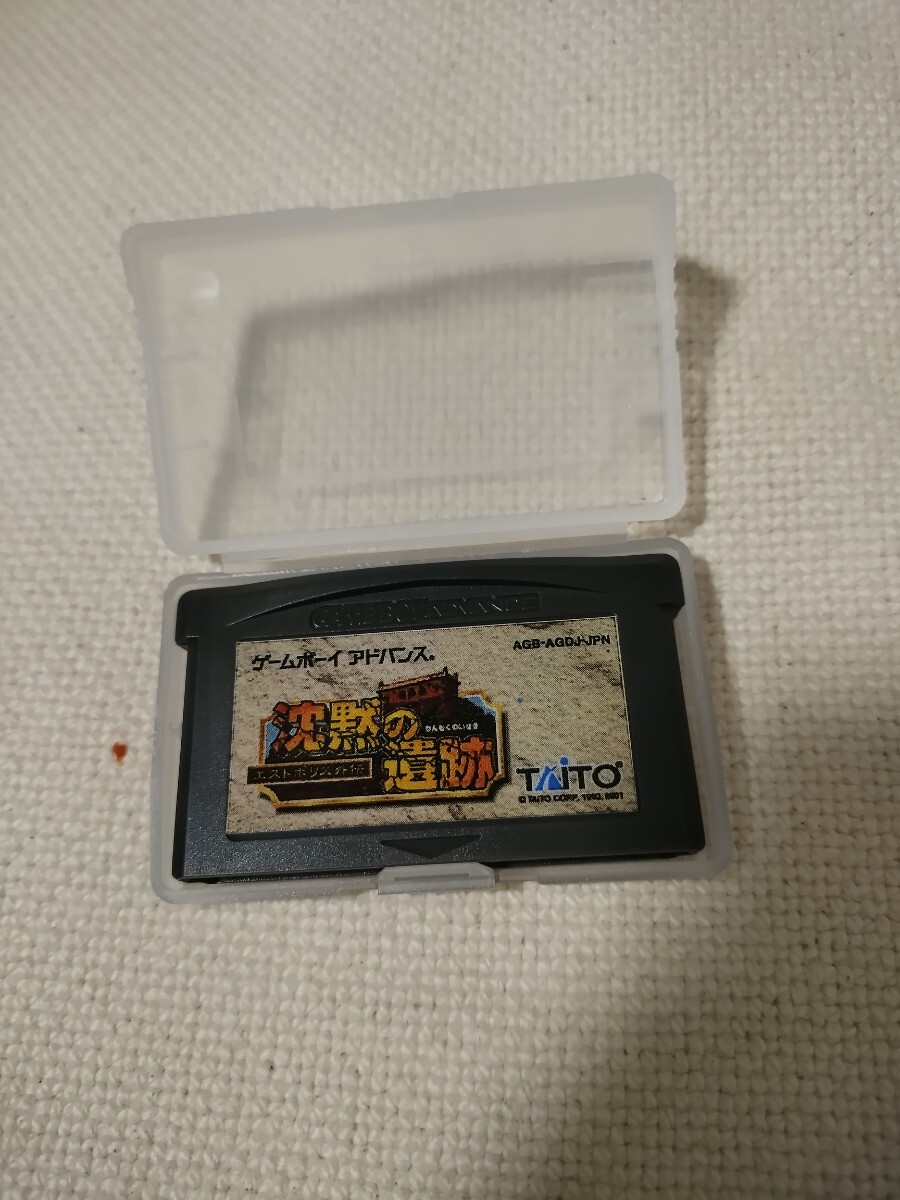 GAME BOY ADVANCE
AGB-AGDJ-JPN
ゲームボーイ アドバンス®
沈黙の
ちんもくのいせき
遺跡
エストポリス外伝
TAITO®
© TAITO CORP. 1993, 2001